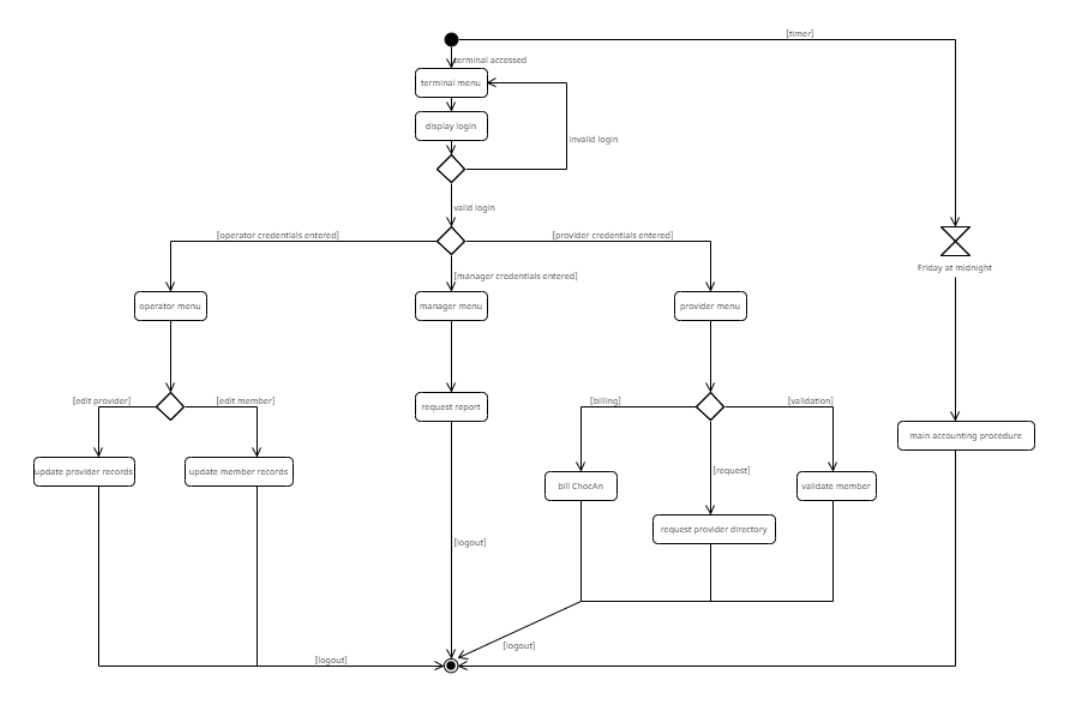 [timer]
terminal accessed
terminal menu
display login
invalid login
valid login
[operator credentials entered]
[provider credentials entered]
[manager credentials entered]
Friday at midnight
operator menu
manager menu
provider menu
[edit provider]
[edit member]
[billing]
[validation]
request report
main accounting procedure
update provider records
update member records
[request]
bill ChocAn
validate member
request provider directory
[logout]
[logout]
[logout]